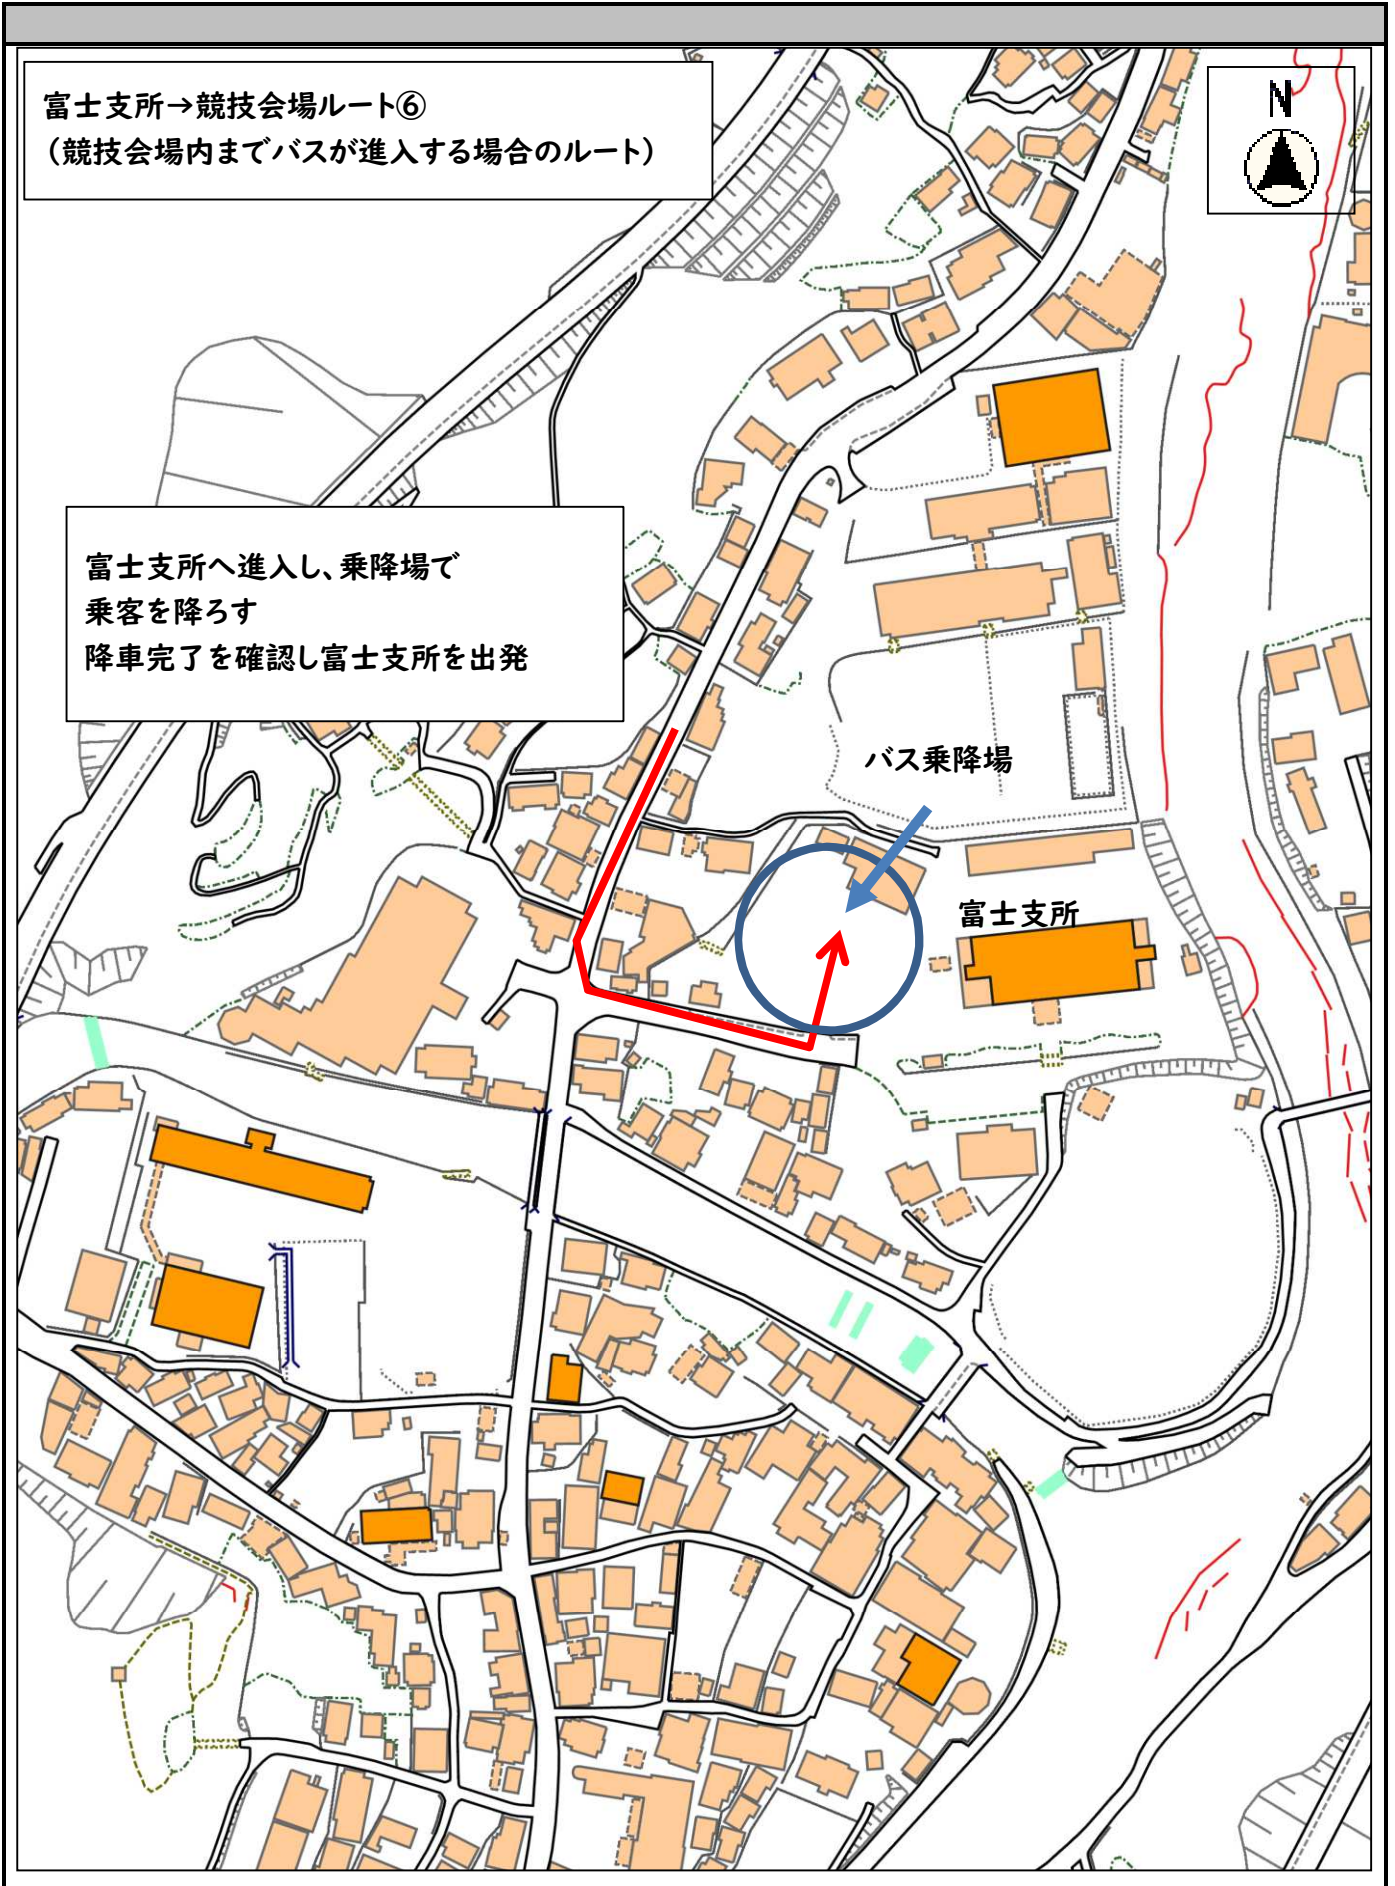 富士支所→競技会場ルート⑥
（競技会場内までバスが進入する場合のルート）
N
富士支所へ進入し、乗降場で
乗客を降ろす
降車完了を確認し富士支所を出発
バス乗降場
富士支所